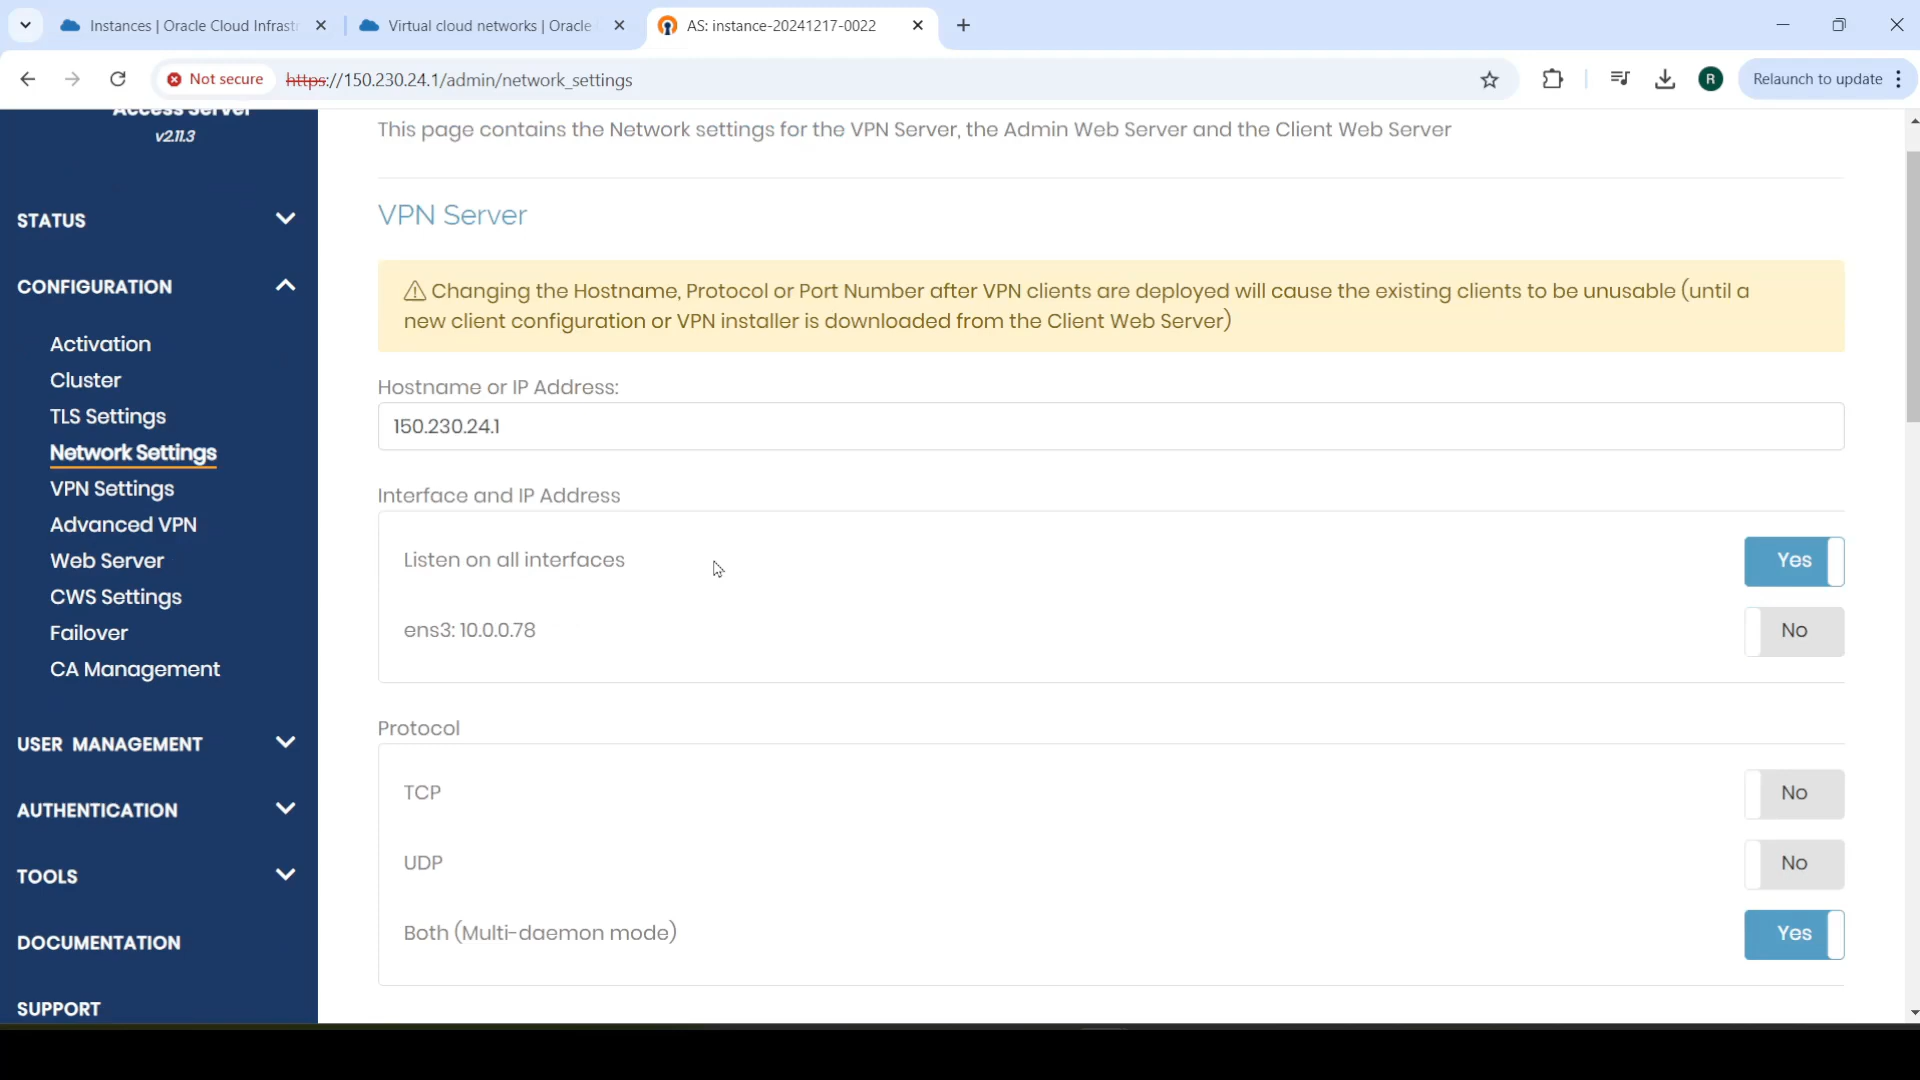 Instances | Oracle Cloud Infrast
Virtual cloud networks | Oracle
AS: instance-20241217-0022
Not secure
https://150.230.24.1/admin/network_settings
R
Relaunch to update
Access Server
v2.11.3
STATUS
CONFIGURATION
Activation
Cluster
TLS Settings
Network Settings
VPN Settings
Advanced VPN
Web Server
CWS Settings
Failover
CA Management
USER MANAGEMENT
AUTHENTICATION
TOOLS
DOCUMENTATION
SUPPORT
This page contains the Network settings for the VPN Server, the Admin Web Server and the Client Web Server
VPN Server
Changing the Hostname, Protocol or Port Number after VPN clients are deployed will cause the existing clients to be unusable (until a
new client configuration or VPN installer is downloaded from the Client Web Server)
Hostname or IP Address:
150.230.24.1
Interface and IP Address
Listen on all interfaces
Yes
ens3: 10.0.0.78
No
Protocol
TCP
No
UDP
No
Both (Multi-daemon mode)
Yes